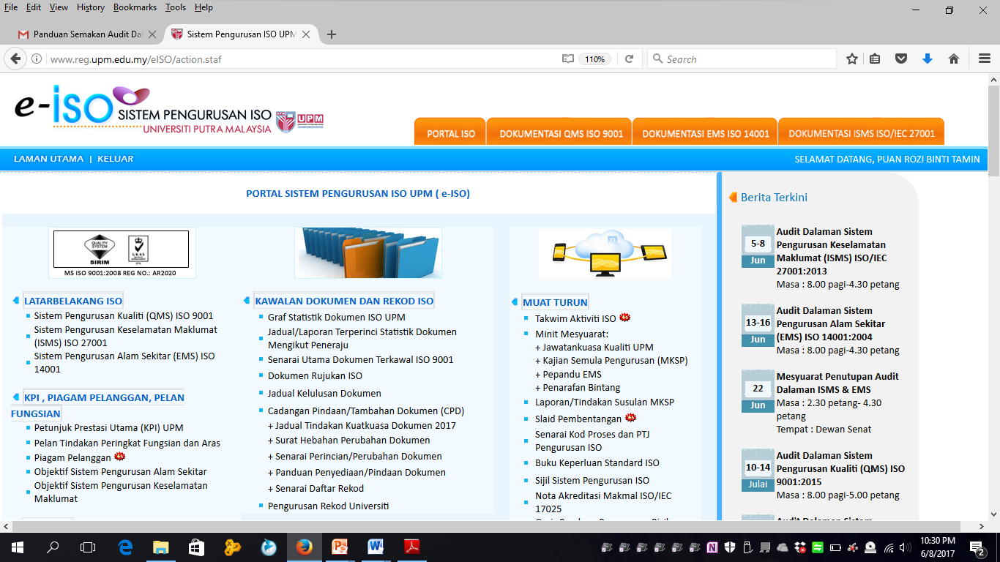 File Edit View History Bookmarks Tools Help
Panduan Semakan Audit Dal
Sistem Pengurusan ISO UPM
www.reg.upm.edu.my/eISO/action.staf
110%
Search
e-iso SISTEM PENGURUSAN ISO
UNIVERSITI PUTRA MALAYSIA
UPM
PORTAL ISO
DOKUMENTASI QMS ISO 9001
DOKUMENTASI EMS ISO 14001
DOKUMENTASI ISMS ISO/IEC 27001
LAMAN UTAMA | KELUAR
SELAMAT DATANG, PUAN ROZI BINTI TAMIN
PORTAL SISTEM PENGURUSAN ISO UPM ( e-ISO)
QUALITY
SYSTEM
SIRIM
UKAS
MS ISO 9001:2008 REG NO.: AR2020
LATARBELAKANG ISO
Sistem Pengurusan Kualiti (QMS) ISO 9001
Sistem Pengurusan Keselamatan Maklumat
(ISMS) ISO 27001
Sistem Pengurusan Alam Sekitar (EMS) ISO
14001
KPI , PIAGAM PELANGGAN, PELAN
FUNGSIAN
Petunjuk Prestasi Utama (KPI) UPM
Pelan Tindakan Peringkat Fungsian dan Aras
Piagam Pelanggan
Objektif Sistem Pengurusan Alam Sekitar
Objektif Sistem Pengurusan Keselamatan
Maklumat
KAWALAN DOKUMEN DAN REKOD ISO
Graf Statistik Dokumen ISO UPM
Jadual/Laporan Terperinci Statistik Dokumen
Mengikut Peneraju
Senarai Utama Dokumen Terkawal ISO 9001
Dokumen Rujukan ISO
Jadual Kelulusan Dokumen
Cadangan Pindaan/Tambahan Dokumen (CPD)
+ Jadual Tindakan Kuatkuasa Dokumen 2017
+ Surat Hebahan Perubahan Dokumen
+ Senarai Perincian/Perubahan Dokumen
+ Panduan Penyediaan/Pindaan Dokumen
+ Senarai Daftar Rekod
Pengurusan Rekod Universiti
MUAT TURUN
Takwim Aktiviti ISO
Minit Mesyuarat:
+ Jawatankuasa Kualiti UPM
+ Kajian Semula Pengurusan (MKSP)
+ Pepandu EMS
+ Penarafan Bintang
Laporan/Tindakan Susulan MKSP
Slaid Pembentangan
Senarai Kod Proses dan PTJ
Pengurusan ISO
Buku Keperluan Standard ISO
Sijil Sistem Pengurusan ISO
Nota Akreditasi Makmal ISO/IEC
17025
Berita Terkini
5-8
Jun
Audit Dalaman Sistem
Pengurusan Keselamatan
Maklumat (ISMS) ISO/IEC
27001:2013
Masa : 8.00 pagi-4.30 petang
13-16
Jun
Audit Dalaman Sistem
Pengurusan Alam Sekitar
(EMS) ISO 14001:2004
Masa : 8.00 pagi-4.30 petang
22
Jun
Mesyuarat Penutupan Audit
Dalaman ISMS & EMS
Masa : 2.30 petang- 4.30
petang
Tempat : Dewan Senat
10-14
Julai
Audit Dalaman Sistem
Pengurusan Kualiti (QMS) ISO
9001:2015
Masa : 8.00 pagi-5.00 petang
Audit Dalaman Sistem
10:30 PM
6/8/2017
2